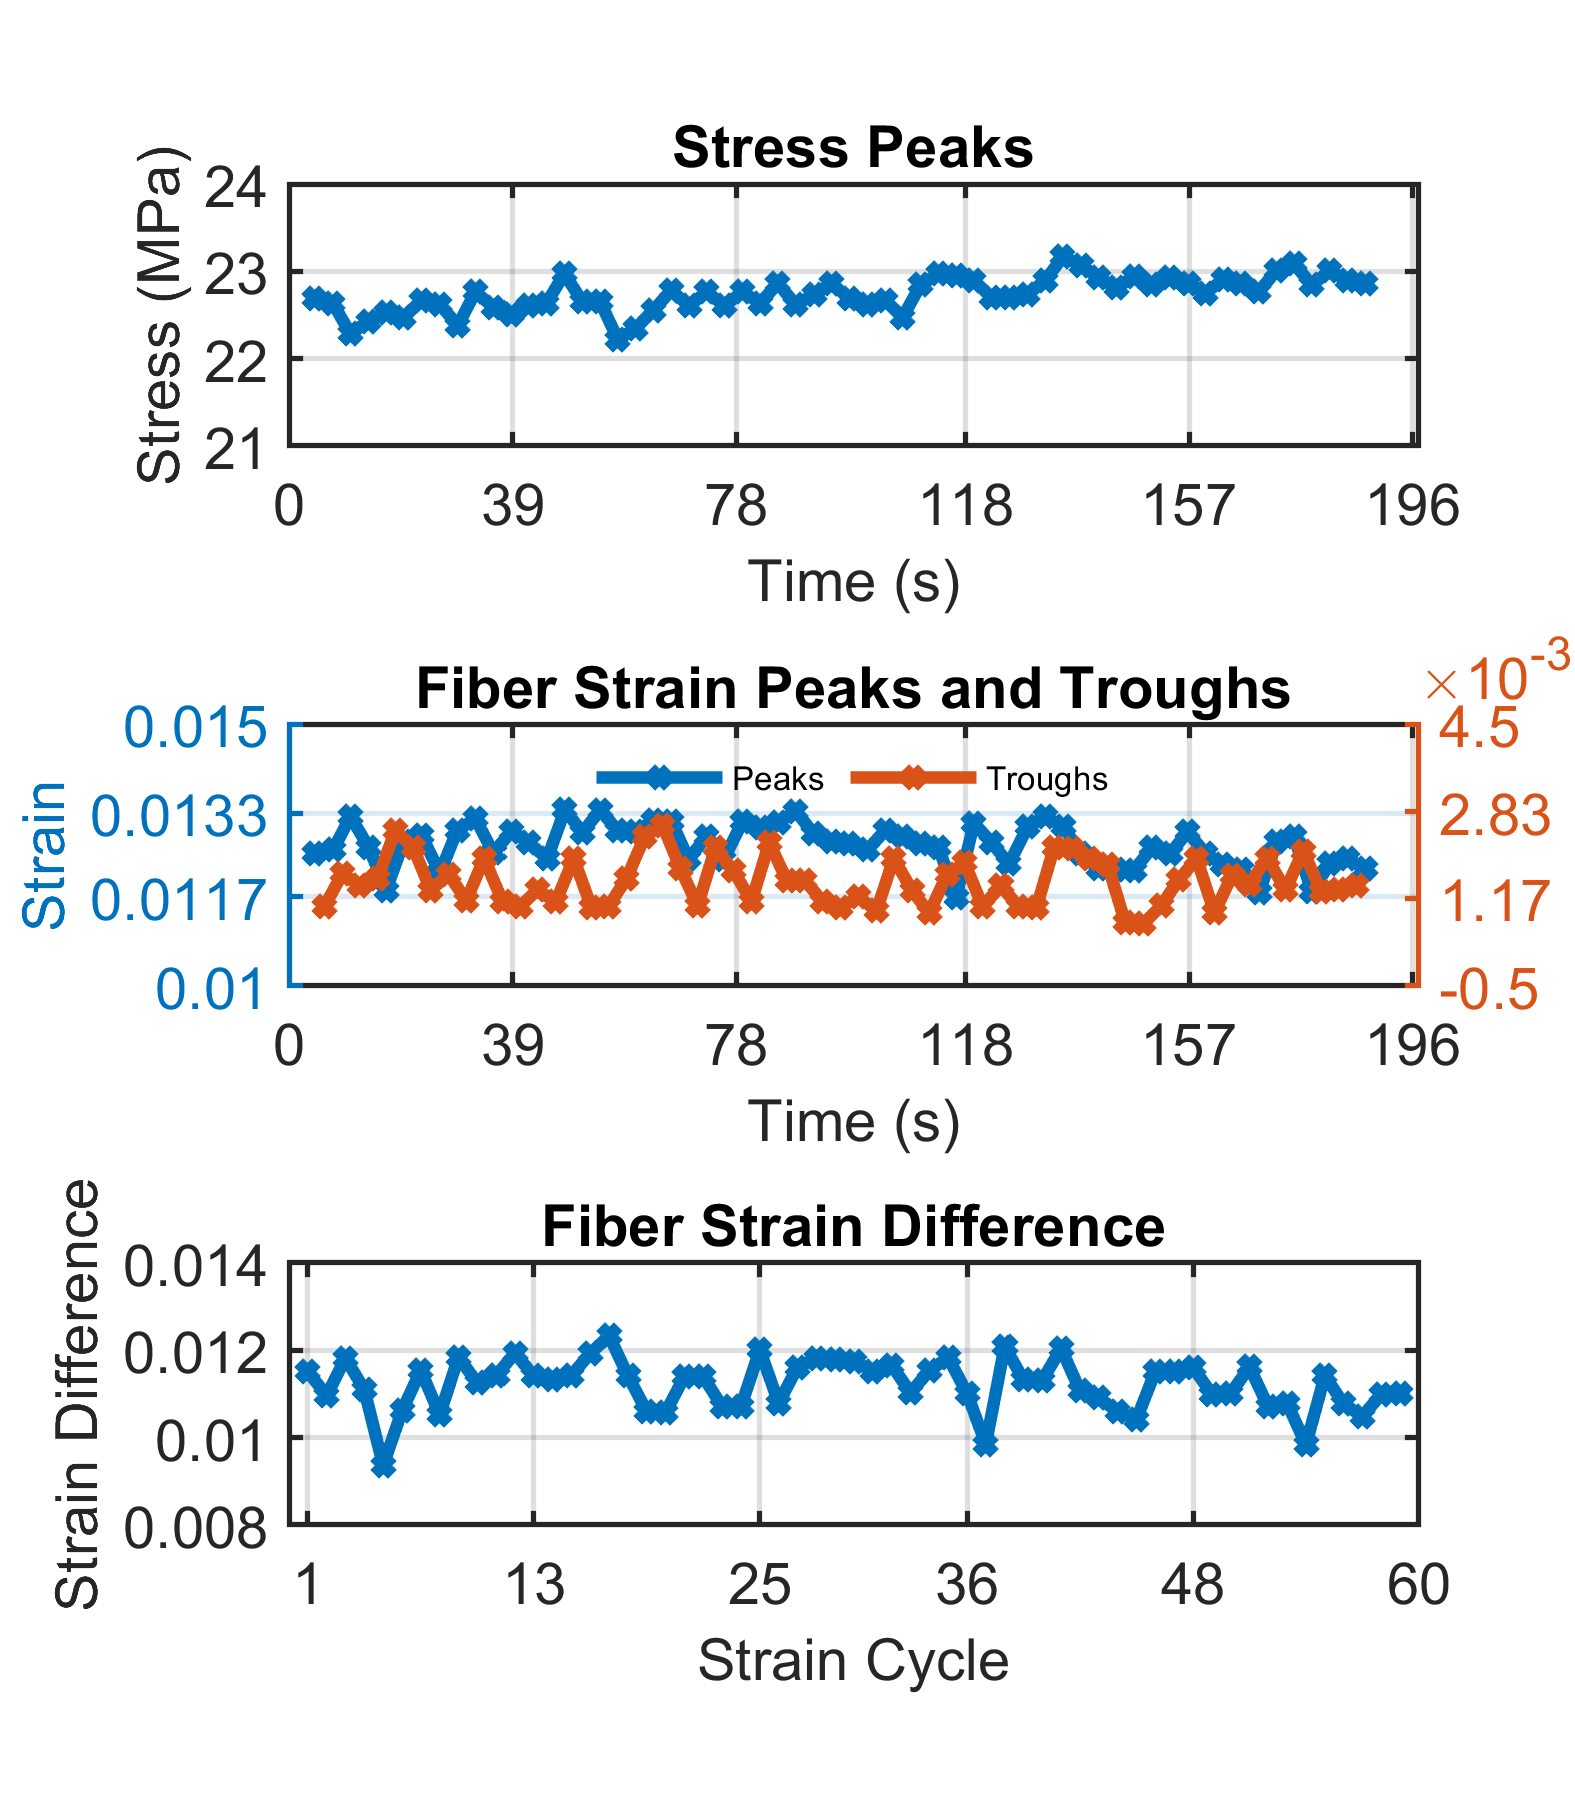 Stress Peaks
Stress (MPa)
24
23
22
21
0 39 78 118 157 196
Time (s)
×10-3
Fiber Strain Peaks and Troughs
Strain
0.015
0.0133
0.0117
0.01
Peaks Troughs
4.5
2.83
1.17
-0.5
0 39 78 118 157 196
Time (s)
Fiber Strain Difference
Strain Difference
0.014
0.012
0.01
0.008
1 13 25 36 48 60
Strain Cycle